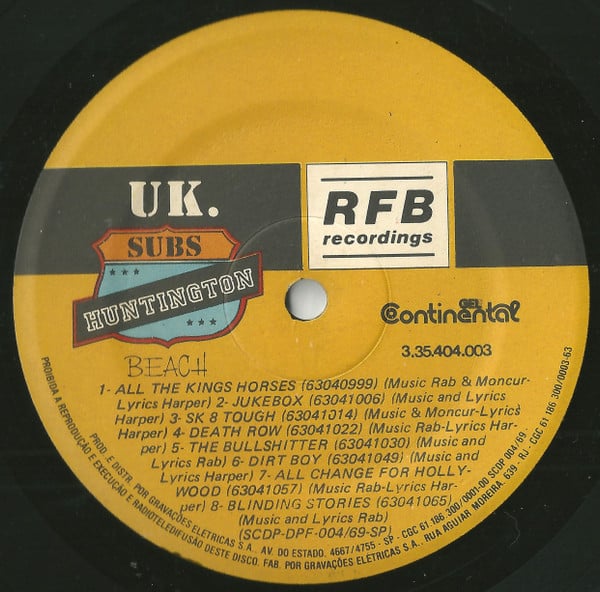 UK.
SUBS
HUNTINGTON
BEACH
RFB
recordings
GEL
Continental
3.35.404.003
1- ALL THE KINGS HORSES (63040999) (Music Rab & Moncur-
Lyrics Harper) 2- JUKEBOX (63041006) (Music and Lyrics
Harper) 3- SK 8 TOUGH (63041014) (Music & Moncur-Lyrics
Harper) 4- DEATH ROW (63041022) (Music Rab-Lyrics Har-
per) 5- THE BULLSHITTER (63041030) (Music and
Lyrics Rab) 6- DIRT BOY (63041049) (Music and
Lyrics Harper) 7- ALL CHANGE FOR HOLLY-
WOOD (63041057) (Music Rab-Lyrics Har-
per) 8- BLINDING STORIES (63041065)
(Music and Lyrics Rab)
(SCDP-DPF-004/69-SP)
PROIBIDA A REPRODUÇÃO E EXECUÇÃO E RADIOTELEDIFUSÃO DESTE DISCO. FAB. POR GRAVAÇÕES ELÉTRICAS S.A.. RUA AGUIAR MOREIRA, 639 - RJ - CGC 61 186 300/0003-63
PROD. E DISTR. POR GRAVAÇÕES ELÉTRICAS S.A., AV. DO ESTADO. 4667/4755 - SP - CGC 61.186 300/0001-00 SCDP 004/69-